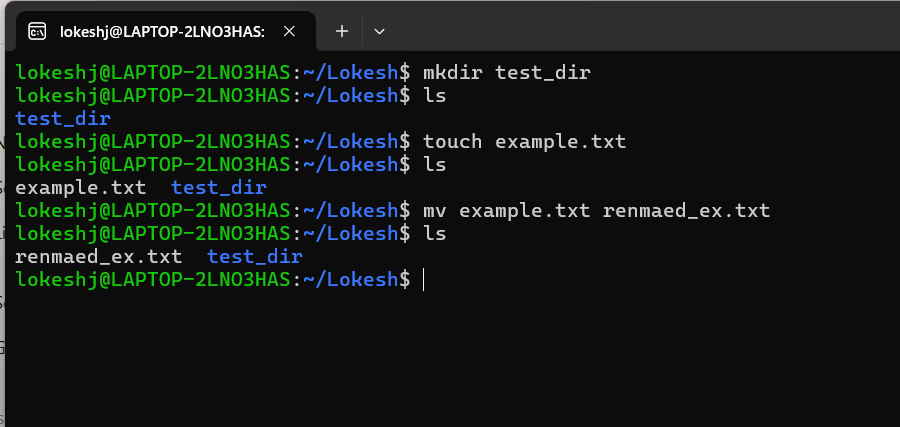 lokeshj@LAPTOP-2LNO3HAS:
lokeshj@LAPTOP-2LNO3HAS:~/Lokesh$ mkdir test_dir
lokeshj@LAPTOP-2LNO3HAS:~/Lokesh$ ls
test_dir
lokeshj@LAPTOP-2LNO3HAS:~/Lokesh$ touch example.txt
lokeshj@LAPTOP-2LNO3HAS:~/Lokesh$ ls
example.txt  test_dir
lokeshj@LAPTOP-2LNO3HAS:~/Lokesh$ mv example.txt renmaed_ex.txt
lokeshj@LAPTOP-2LNO3HAS:~/Lokesh$ ls
renmaed_ex.txt  test_dir
lokeshj@LAPTOP-2LNO3HAS:~/Lokesh$